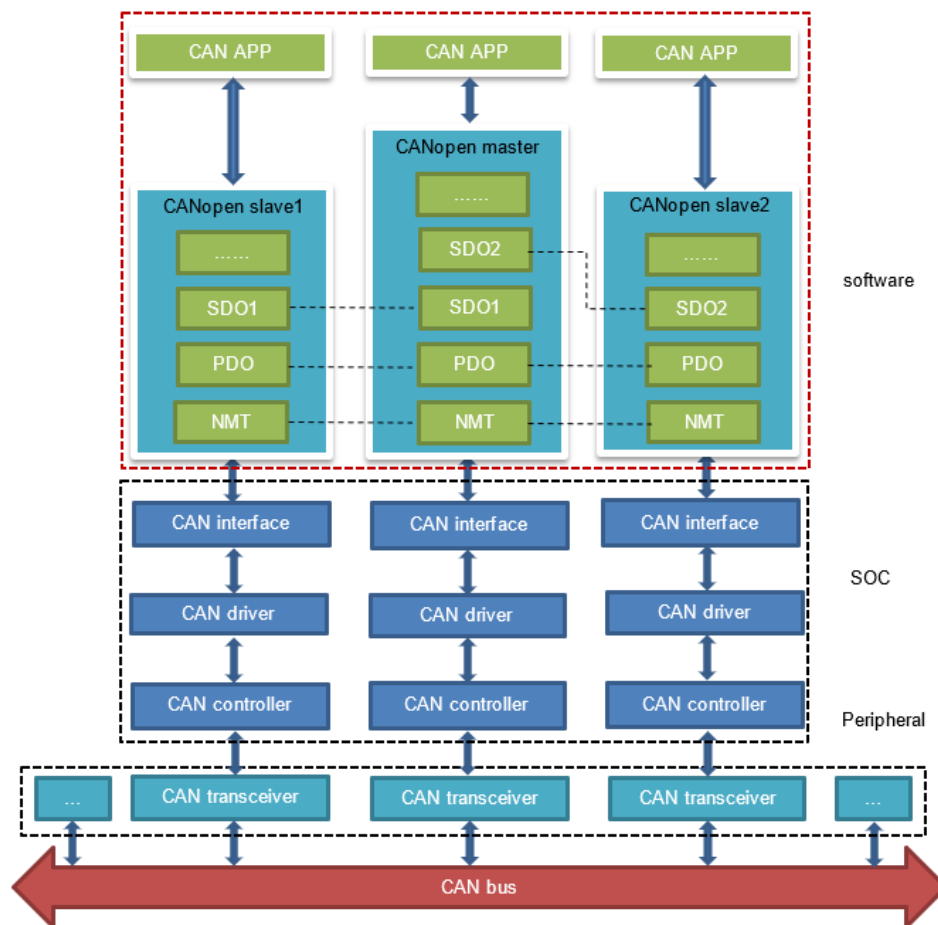 CAN APP
CAN APP
CAN APP
CANopen master
CANopen slave1
CANopen slave2
......
......
......
SDO2
SDO1
SDO1
SDO2
PDO
PDO
PDO
NMT
NMT
NMT
software
CAN interface
CAN interface
CAN interface
SOC
CAN driver
CAN driver
CAN driver
CAN controller
CAN controller
CAN controller
Peripheral
...
CAN transceiver
CAN transceiver
CAN transceiver
...
CAN bus